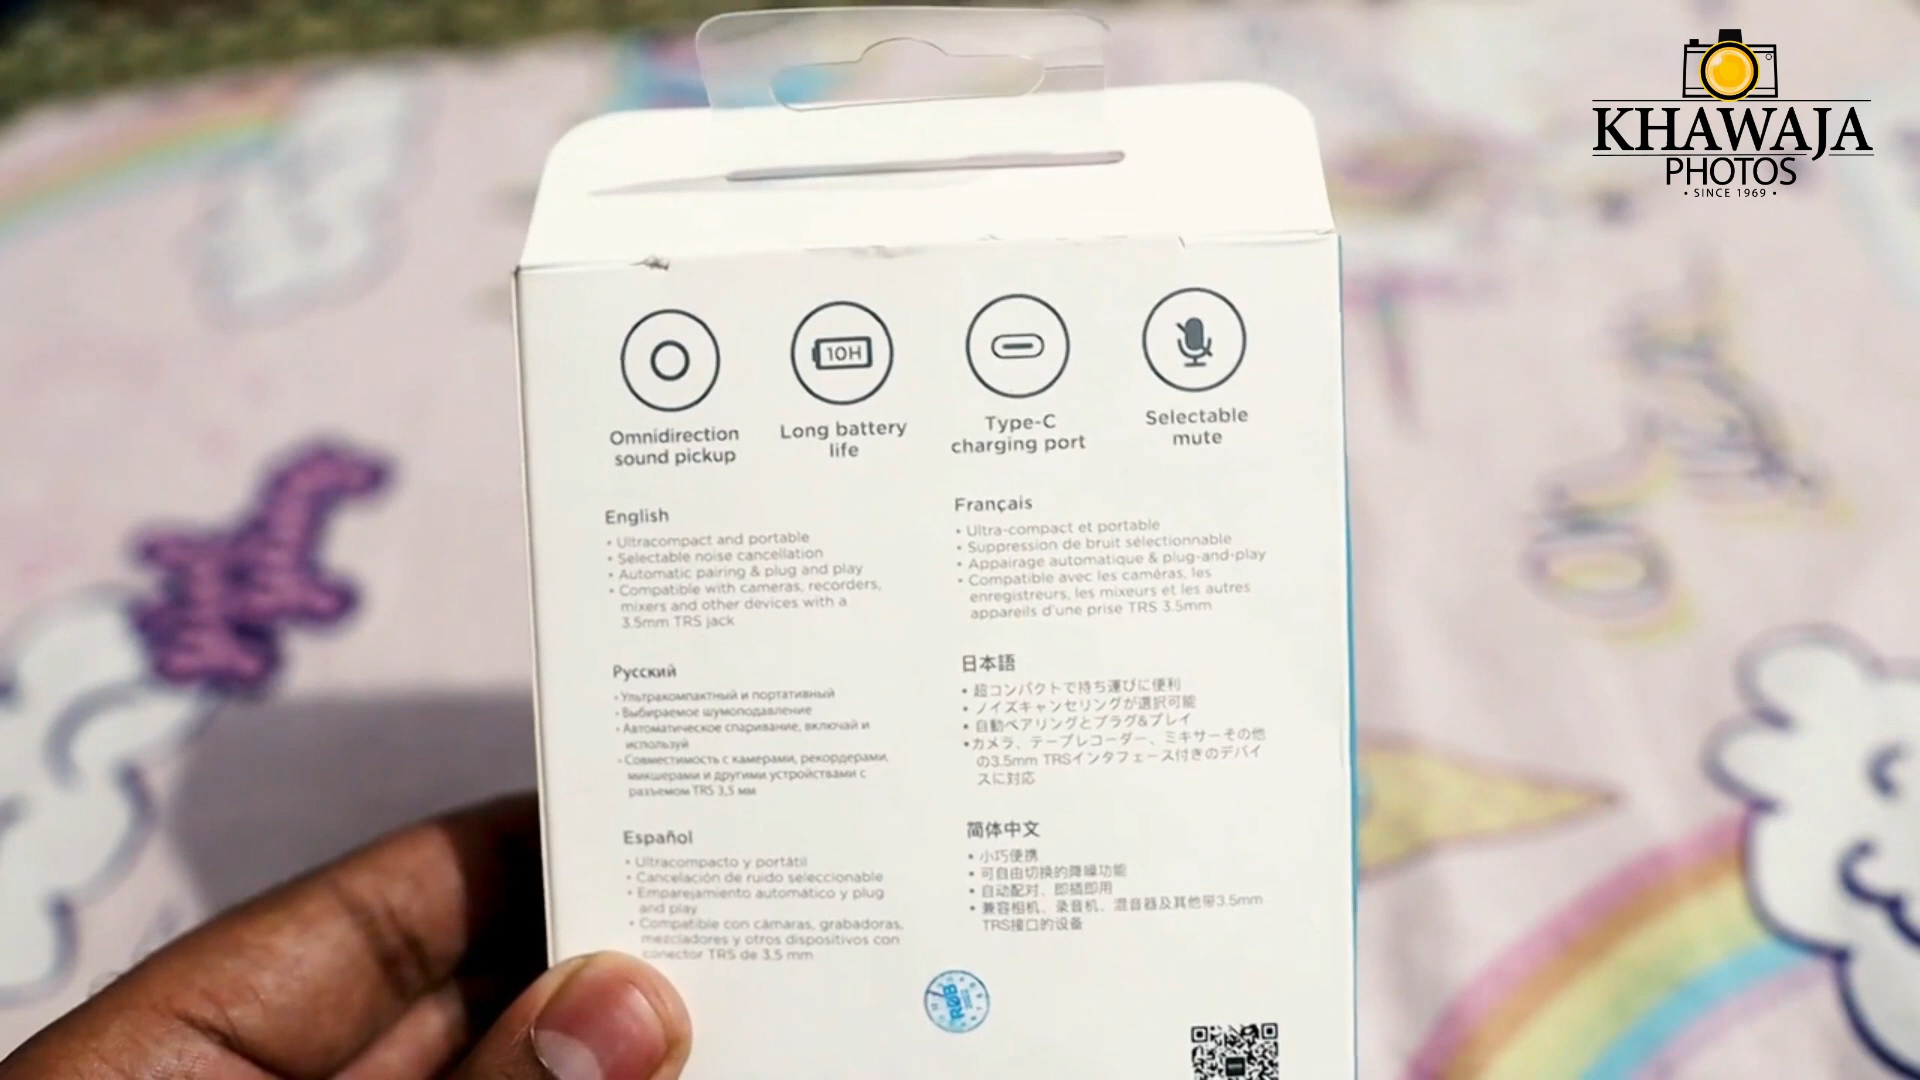 KHAWAJA
PHOTOS
• SINCE 1969 •
10H
Omnidirection
sound pickup
Long battery
life
Type-C
charging port
Selectable
mute
English
• Ultracompact and portable
• Selectable noise cancellation
• Automatic pairing & plug and play
• Compatible with cameras, recorders,
mixers and other devices with a
3.5mm TRS jack
Français
• Ultra-compact et portable
• Suppression de bruit sélectionnable
• Appairage automatique & plug-and-play
• Compatible avec les caméras, les
enregistreurs, les mixeurs et les autres
appareils d'une prise TRS 3.5mm
Русский
• Ультракомпактный и портативный
• Выбираемое шумоподавление
• Автоматическое спаривание, включай и
используй
• Совместимость с камерами, рекордерами,
микшерами и другими устройствами с
разъемом TRS 3,5 мм
日本語
• 超コンパクトで持ち運びに便利
• ノイズキャンセリングが選択可能
• 自動ペアリングとプラグ&プレイ
• カメラ、テープレコーダー、ミキサーその他
の3.5mm TRSインタフェース付きのデバイ
スに対応
Español
• Ultracompacto y portátil
• Cancelación de ruido seleccionable
• Emparejamiento automático y plug
and play
• Compatible con cámaras, grabadoras,
mezcladores y otros dispositivos con
conector TRS de 3,5 mm
简体中文
• 小巧便携
• 可自由切换的降噪功能
• 自动配对、即插即用
• 兼容相机、录音机、混音器及其他带3.5mm
TRS接口的设备